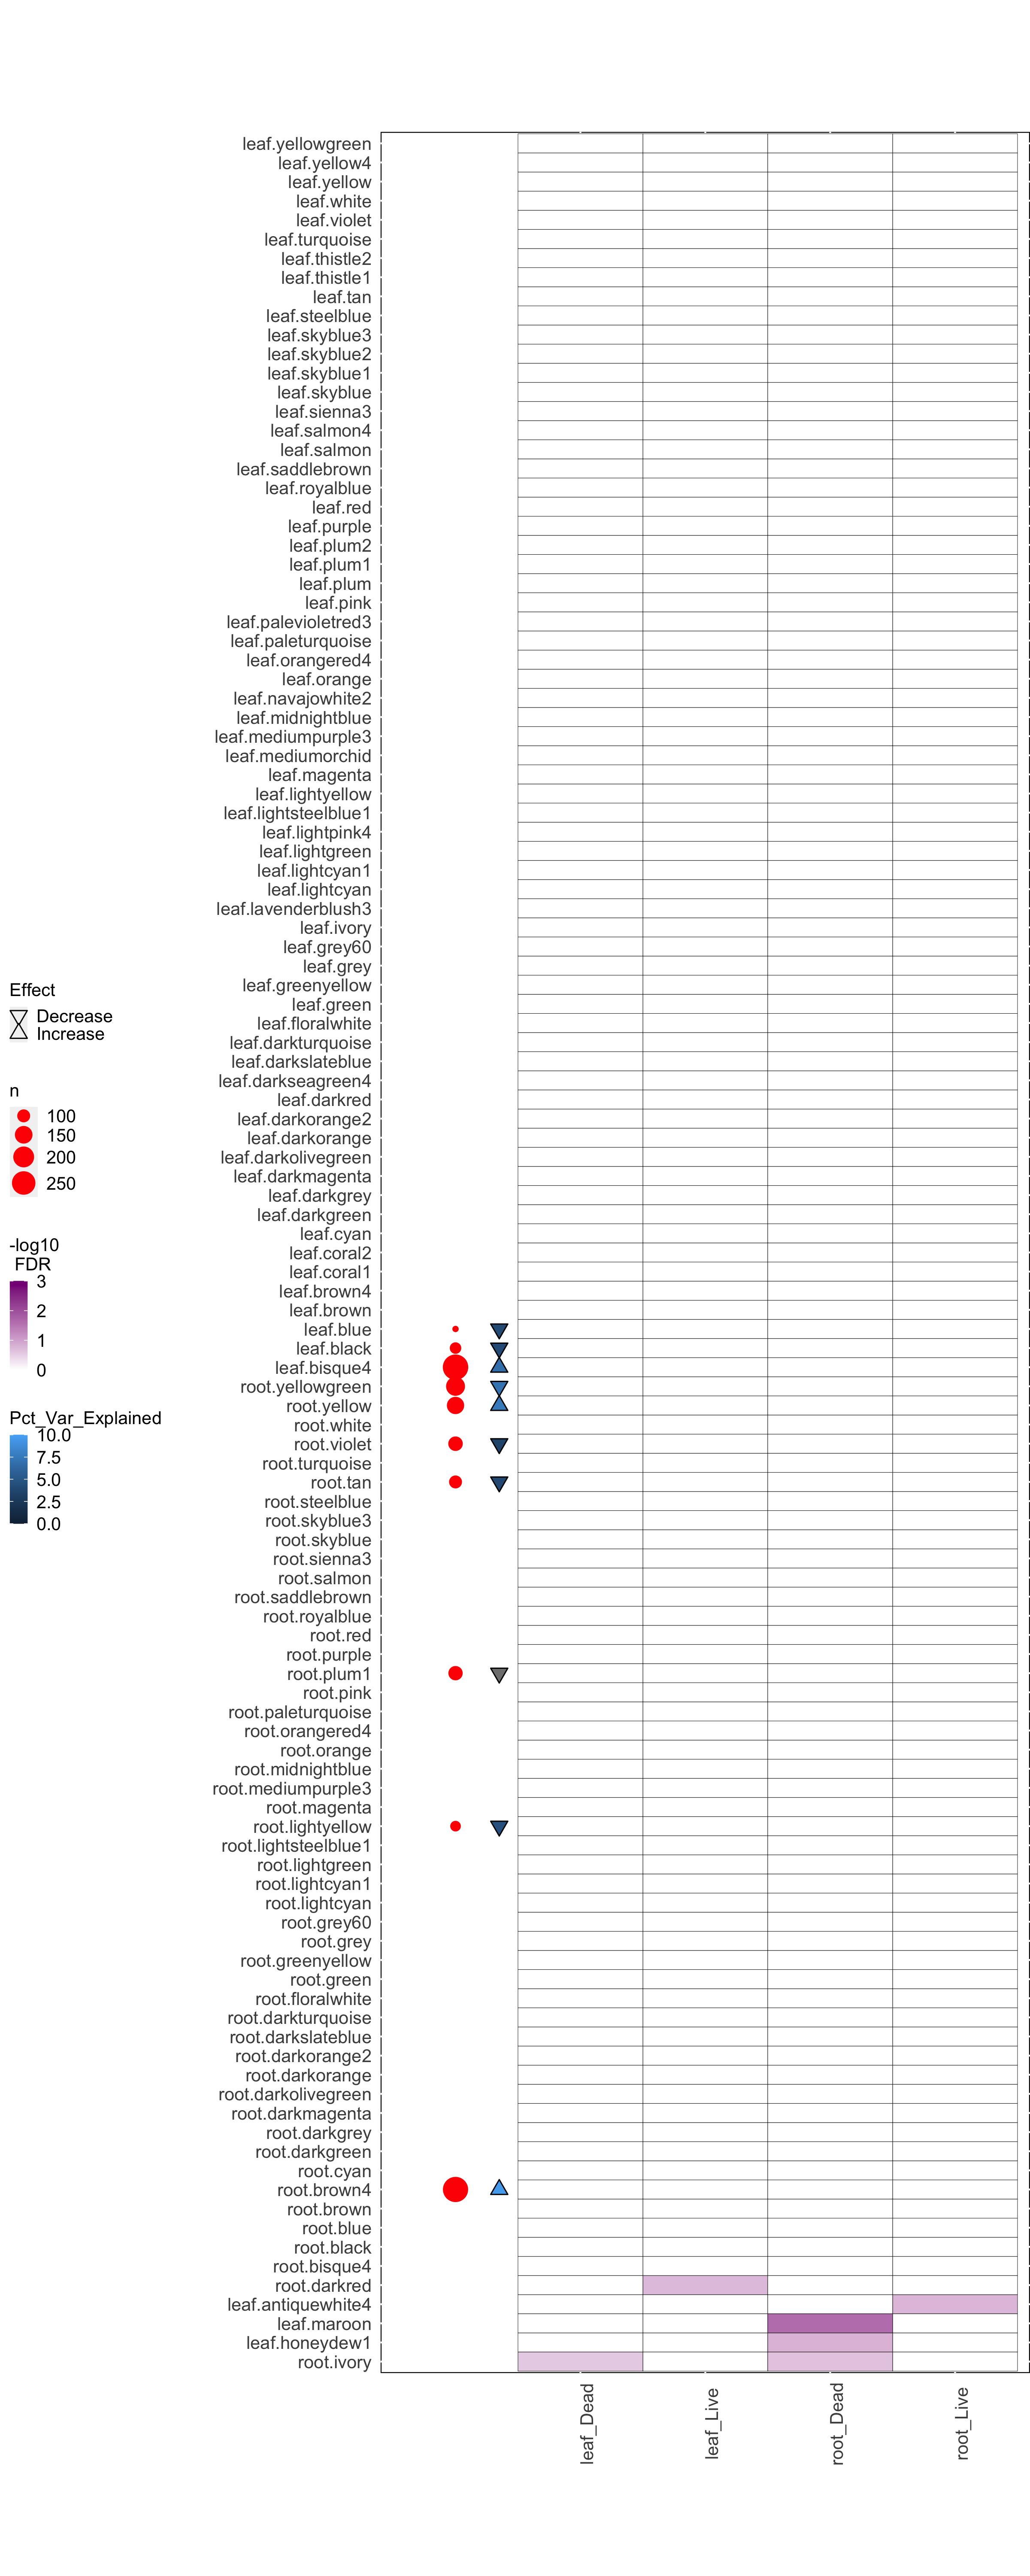 leaf.yellowgreen
leaf.yellow4
leaf.yellow
leaf.white
leaf.violet
leaf.turquoise
leaf.thistle2
leaf.thistle1
leaf.tan
leaf.steelblue
leaf.skyblue3
leaf.skyblue2
leaf.skyblue1
leaf.skyblue
leaf.sienna3
leaf.salmon4
leaf.salmon
leaf.saddlebrown
leaf.royalblue
leaf.red
leaf.purple
leaf.plum2
leaf.plum1
leaf.plum
leaf.pink
leaf.palevioletred3
leaf.paleturquoise
leaf.orangered4
leaf.orange
leaf.navajowhite2
leaf.midnightblue
leaf.mediumpurple3
leaf.mediumorchid
leaf.magenta
leaf.lightyellow
leaf.lightsteelblue1
leaf.lightpink4
leaf.lightgreen
leaf.lightcyan1
leaf.lightcyan
leaf.lavenderblush3
leaf.ivory
leaf.grey60
leaf.grey
leaf.greenyellow
leaf.green
leaf.floralwhite
leaf.darkturquoise
leaf.darkslateblue
leaf.darkseagreen4
leaf.darkred
leaf.darkorange2
leaf.darkorange
leaf.darkolivegreen
leaf.darkmagenta
leaf.darkgrey
leaf.darkgreen
leaf.cyan
leaf.coral2
leaf.coral1
leaf.brown4
leaf.brown
leaf.blue
leaf.black
leaf.bisque4
root.yellowgreen
root.yellow
root.white
root.violet
root.turquoise
root.tan
root.steelblue
root.skyblue3
root.skyblue
root.sienna3
root.salmon
root.saddlebrown
root.royalblue
root.red
root.purple
root.plum1
root.pink
root.paleturquoise
root.orangered4
root.orange
root.midnightblue
root.mediumpurple3
root.magenta
root.lightyellow
root.lightsteelblue1
root.lightgreen
root.lightcyan1
root.lightcyan
root.grey60
root.grey
root.greenyellow
root.green
root.floralwhite
root.darkturquoise
root.darkslateblue
root.darkorange2
root.darkorange
root.darkolivegreen
root.darkmagenta
root.darkgrey
root.darkgreen
root.cyan
root.brown4
root.brown
root.blue
root.black
root.bisque4
root.darkred
leaf.antiquewhite4
leaf.maroon
leaf.honeydew1
root.ivory
leaf_Dead
leaf_Live
root_Dead
root_Live
Effect
Decrease
Increase
n
100
150
200
250
-log10
FDR
3
2
1
0
Pct_Var_Explained
10.0
7.5
5.0
2.5
0.0